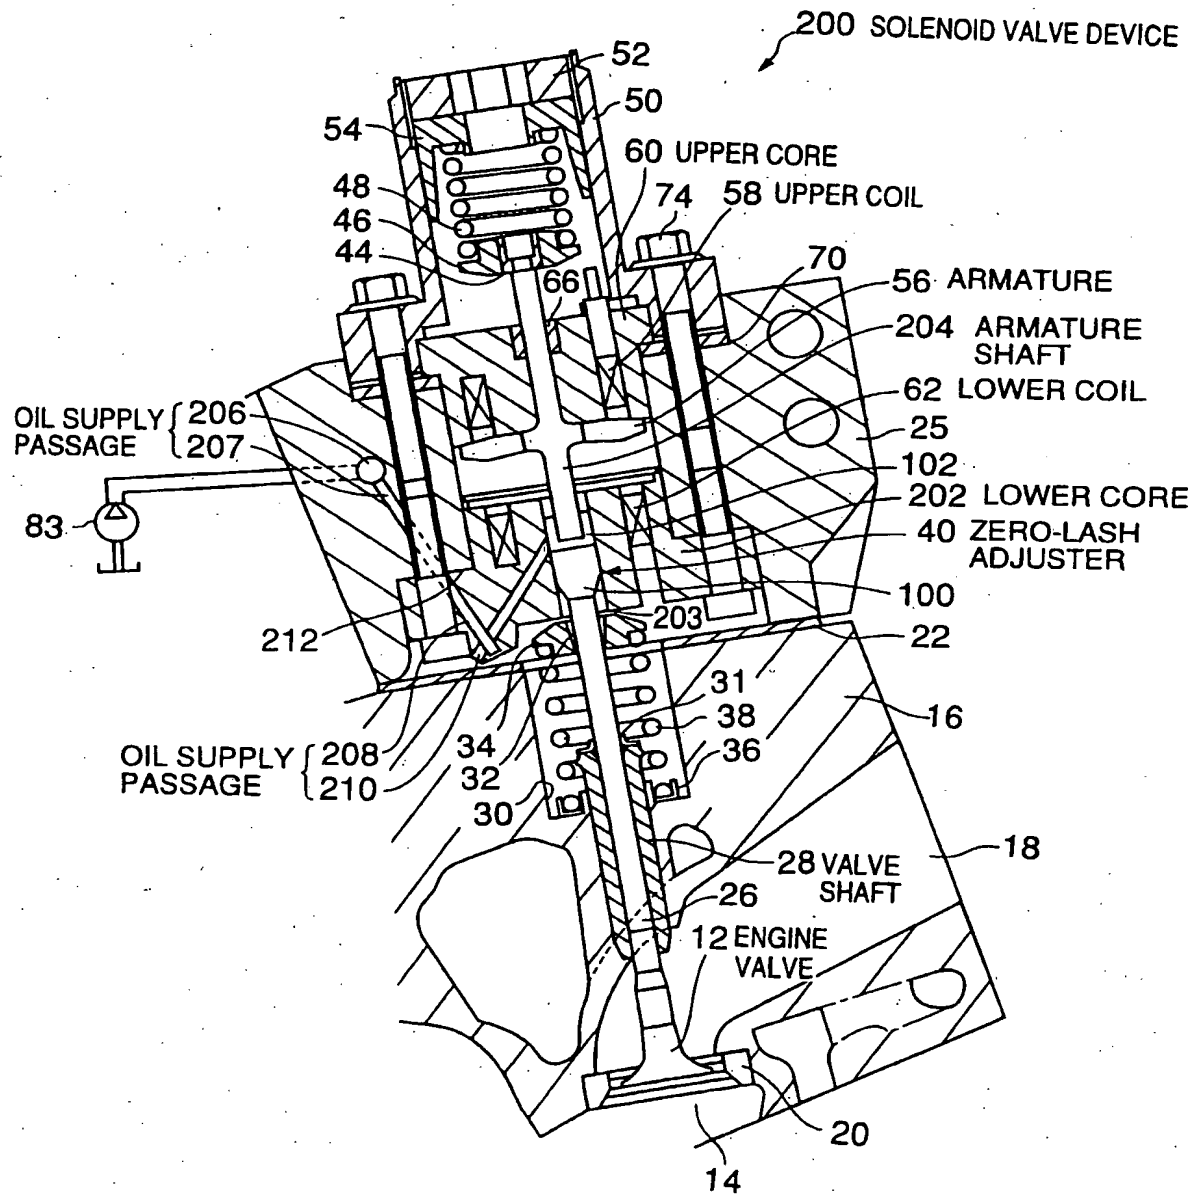 200 SOLENOID VALVE DEVICE
52
50
54
60 UPPER CORE
48
58 UPPER COIL
74
46
44
66
70
56 ARMATURE
204 ARMATURE
SHAFT
62 LOWER COIL
OIL SUPPLY
PASSAGE
206
207
25
102
202 LOWER CORE
83
40 ZERO-LASH
ADJUSTER
100
203
212
22
31
16
38
OIL SUPPLY
PASSAGE
208
210
34
32
36
30
18
28 VALVE
SHAFT
26
12 ENGINE
VALVE
20
14